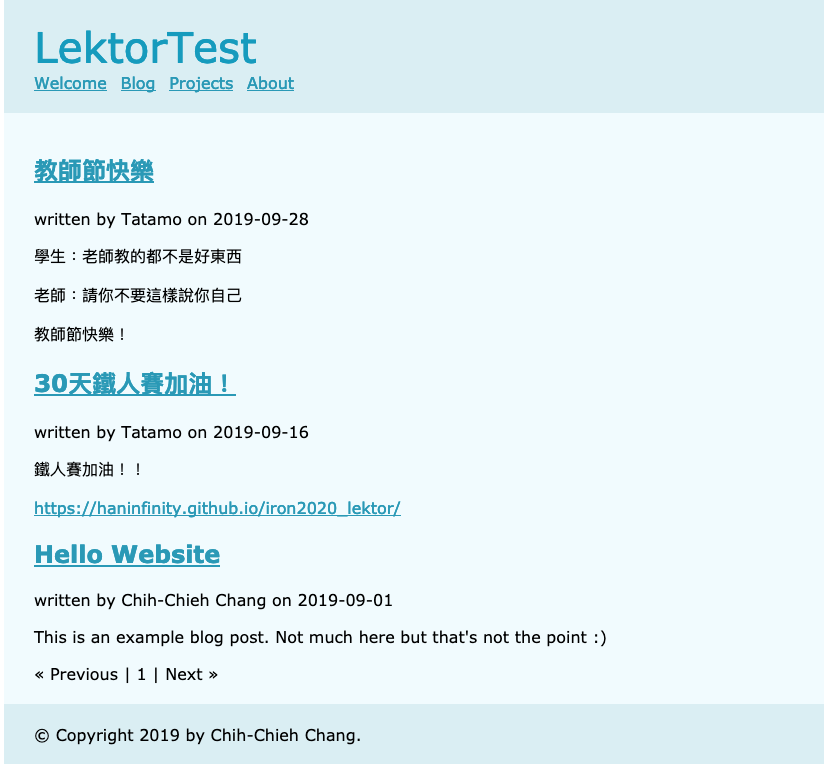 LektorTest
Welcome Blog Projects About
教師節快樂
written by Tatamo on 2019-09-28
學生：老師教的都不是好東西
老師：請你不要這樣說你自己
教師節快樂！
30天鐵人賽加油！
written by Tatamo on 2019-09-16
鐵人賽加油！！
https://haninfinity.github.io/iron2020_lektor/
Hello Website
written by Chih-Chieh Chang on 2019-09-01
This is an example blog post. Not much here but that's not the point :)
« Previous | 1 | Next »
© Copyright 2019 by Chih-Chieh Chang.